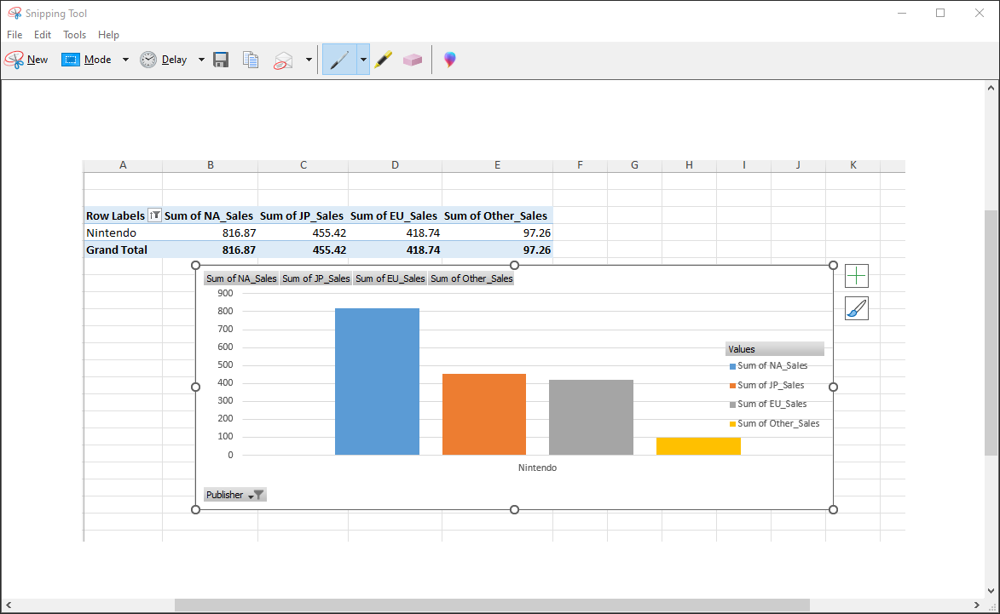 Snipping Tool
File Edit Tools Help
New Mode Delay
A B C D E F G H I J K
Row Labels Sum of NA_Sales Sum of JP_Sales Sum of EU_Sales Sum of Other_Sales
Nintendo 816.87 455.42 418.74 97.26
Grand Total 816.87 455.42 418.74 97.26
Sum of NA_Sales Sum of JP_Sales Sum of EU_Sales Sum of Other_Sales
900
800
700
600
500
400
300
200
100
0
Values
Sum of NA_Sales
Sum of JP_Sales
Sum of EU_Sales
Sum of Other_Sales
Nintendo
Publisher